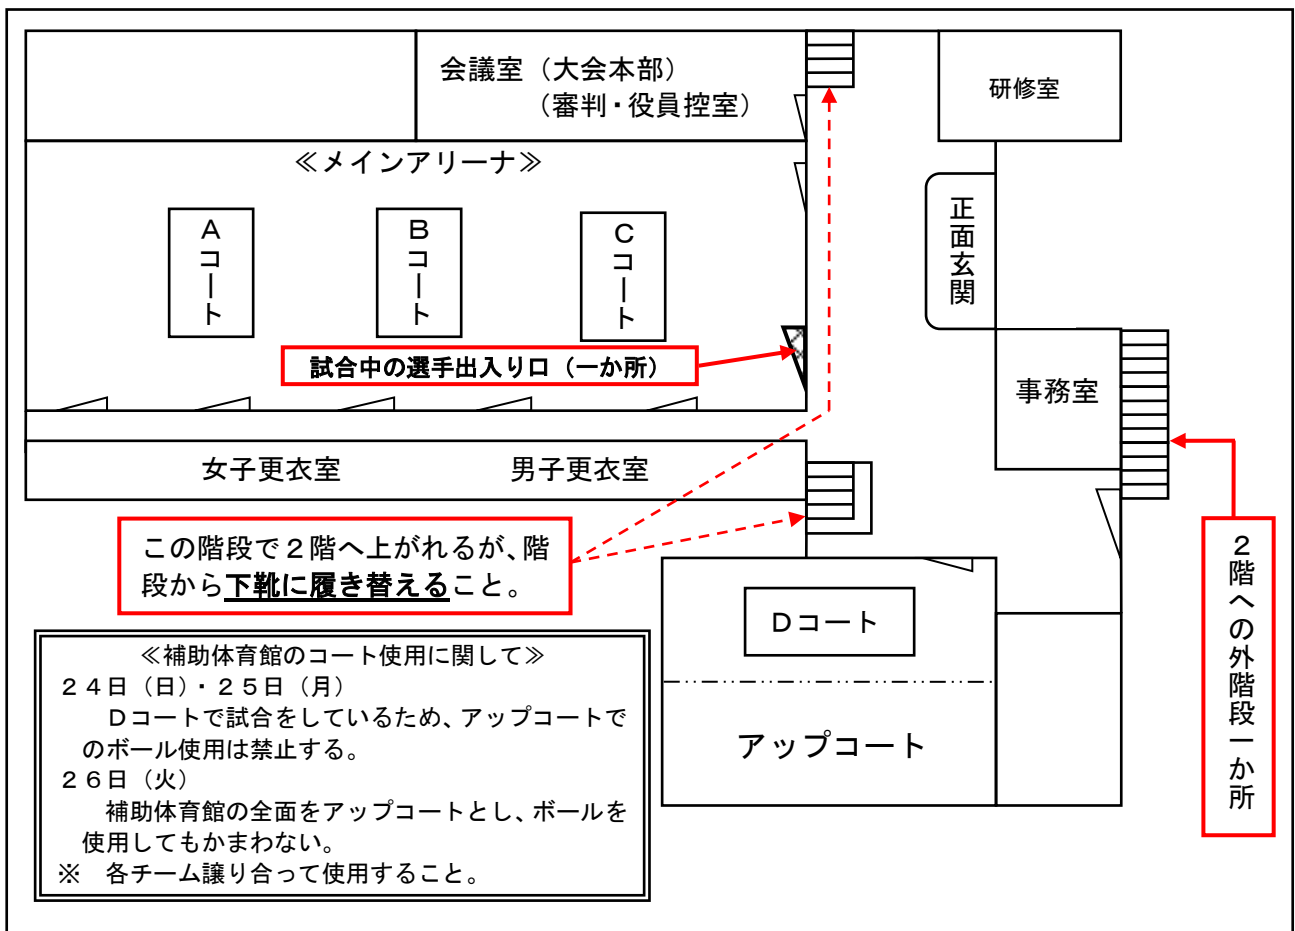 会議室（大会本部）
（審判・役員控室）
研修室
≪メインアリーナ≫
Aコート
Bコート
Cコート
正面玄関
試合中の選手出入り口（一か所）
事務室
女子更衣室
男子更衣室
この階段で２階へ上がれるが、階
段から下靴に履き替えること。
２階への外階段一か所
Ｄコート
アップコート
≪補助体育館のコート使用に関して≫
２４日（日）・２５日（月）
Ｄコートで試合をしているため、アップコートで
のボール使用は禁止する。
２６日（火）
補助体育館の全面をアップコートとし、ボールを
使用してもかまわない。
※　各チーム譲り合って使用すること。